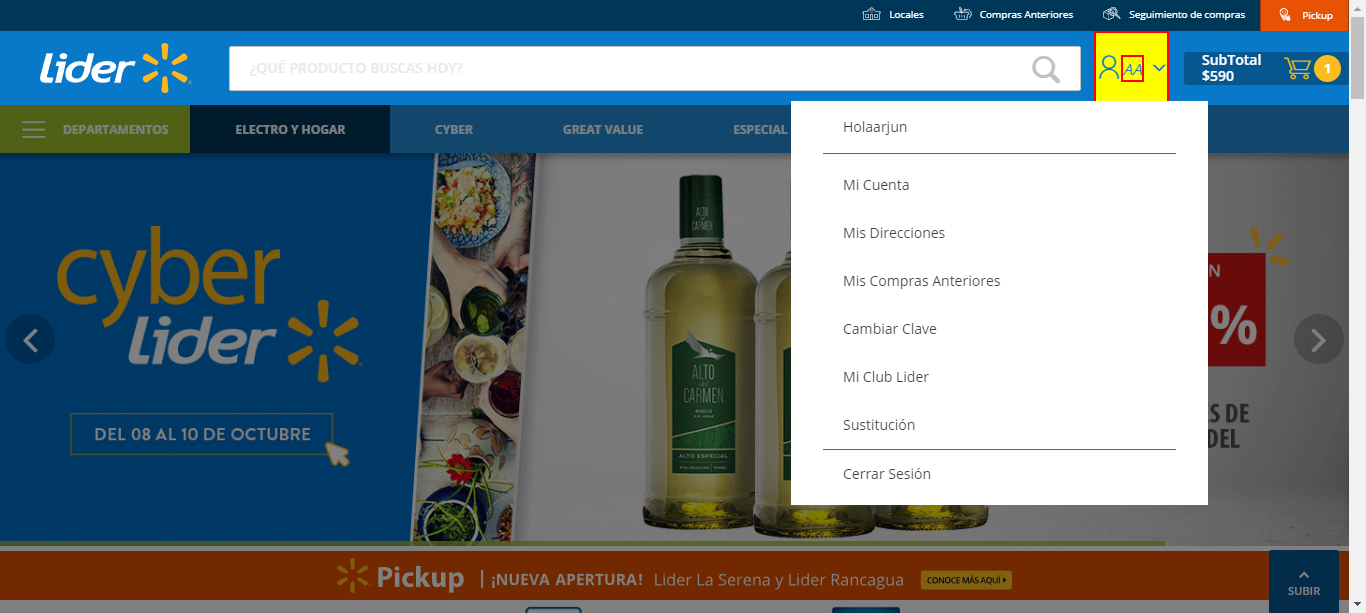 Locales
Compras Anteriores
Seguimiento de compras
Pickup
Lider
¿QUÉ PRODUCTO BUSCAS HOY?
AA
SubTotal
$590
1
DEPARTAMENTOS
ELECTRO Y HOGAR
CYBER
GREAT VALUE
ESPECIAL
Holaarjun
Mi Cuenta
Mis Direcciones
Mis Compras Anteriores
Cambiar Clave
Mi Club Lider
Sustitución
Cerrar Sesión
cyber
lider
DEL 08 AL 10 DE OCTUBRE
ALTO
DEL
CARMEN
ALTO
del
CARMEN
PISCO
ALTO ESPECIAL
N
%
S DE
DEL
Pickup | ¡NUEVA APERTURA! Lider La Serena y Lider Rancagua
CONOCE MÁS AQUÍ
SUBIR